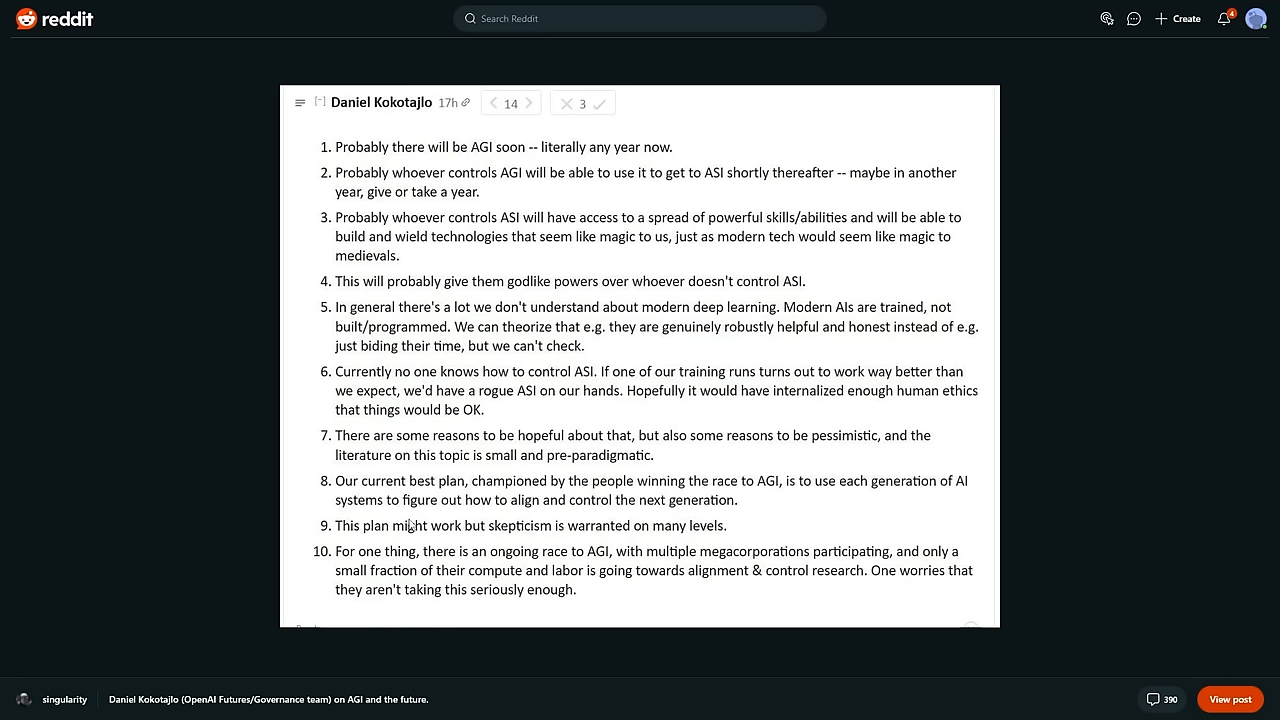 reddit
Search Reddit
Create
4
[-] Daniel Kokotajlo 17h 14 3
1. Probably there will be AGI soon -- literally any year now.
2. Probably whoever controls AGI will be able to use it to get to ASI shortly thereafter -- maybe in another
year, give or take a year.
3. Probably whoever controls ASI will have access to a spread of powerful skills/abilities and will be able to
build and wield technologies that seem like magic to us, just as modern tech would seem like magic to
medievals.
4. This will probably give them godlike powers over whoever doesn't control ASI.
5. In general there's a lot we don't understand about modern deep learning. Modern AIs are trained, not
built/programmed. We can theorize that e.g. they are genuinely robustly helpful and honest instead of e.g.
just biding their time, but we can't check.
6. Currently no one knows how to control ASI. If one of our training runs turns out to work way better than
we expect, we'd have a rogue ASI on our hands. Hopefully it would have internalized enough human ethics
that things would be OK.
7. There are some reasons to be hopeful about that, but also some reasons to be pessimistic, and the
literature on this topic is small and pre-paradigmatic.
8. Our current best plan, championed by the people winning the race to AGI, is to use each generation of AI
systems to figure out how to align and control the next generation.
9. This plan might work but skepticism is warranted on many levels.
10. For one thing, there is an ongoing race to AGI, with multiple megacorporations participating, and only a
small fraction of their compute and labor is going towards alignment & control research. One worries that
they aren't taking this seriously enough.
singularity
Daniel Kokotajlo (OpenAI Futures/Governance team) on AGI and the future.
390
View post